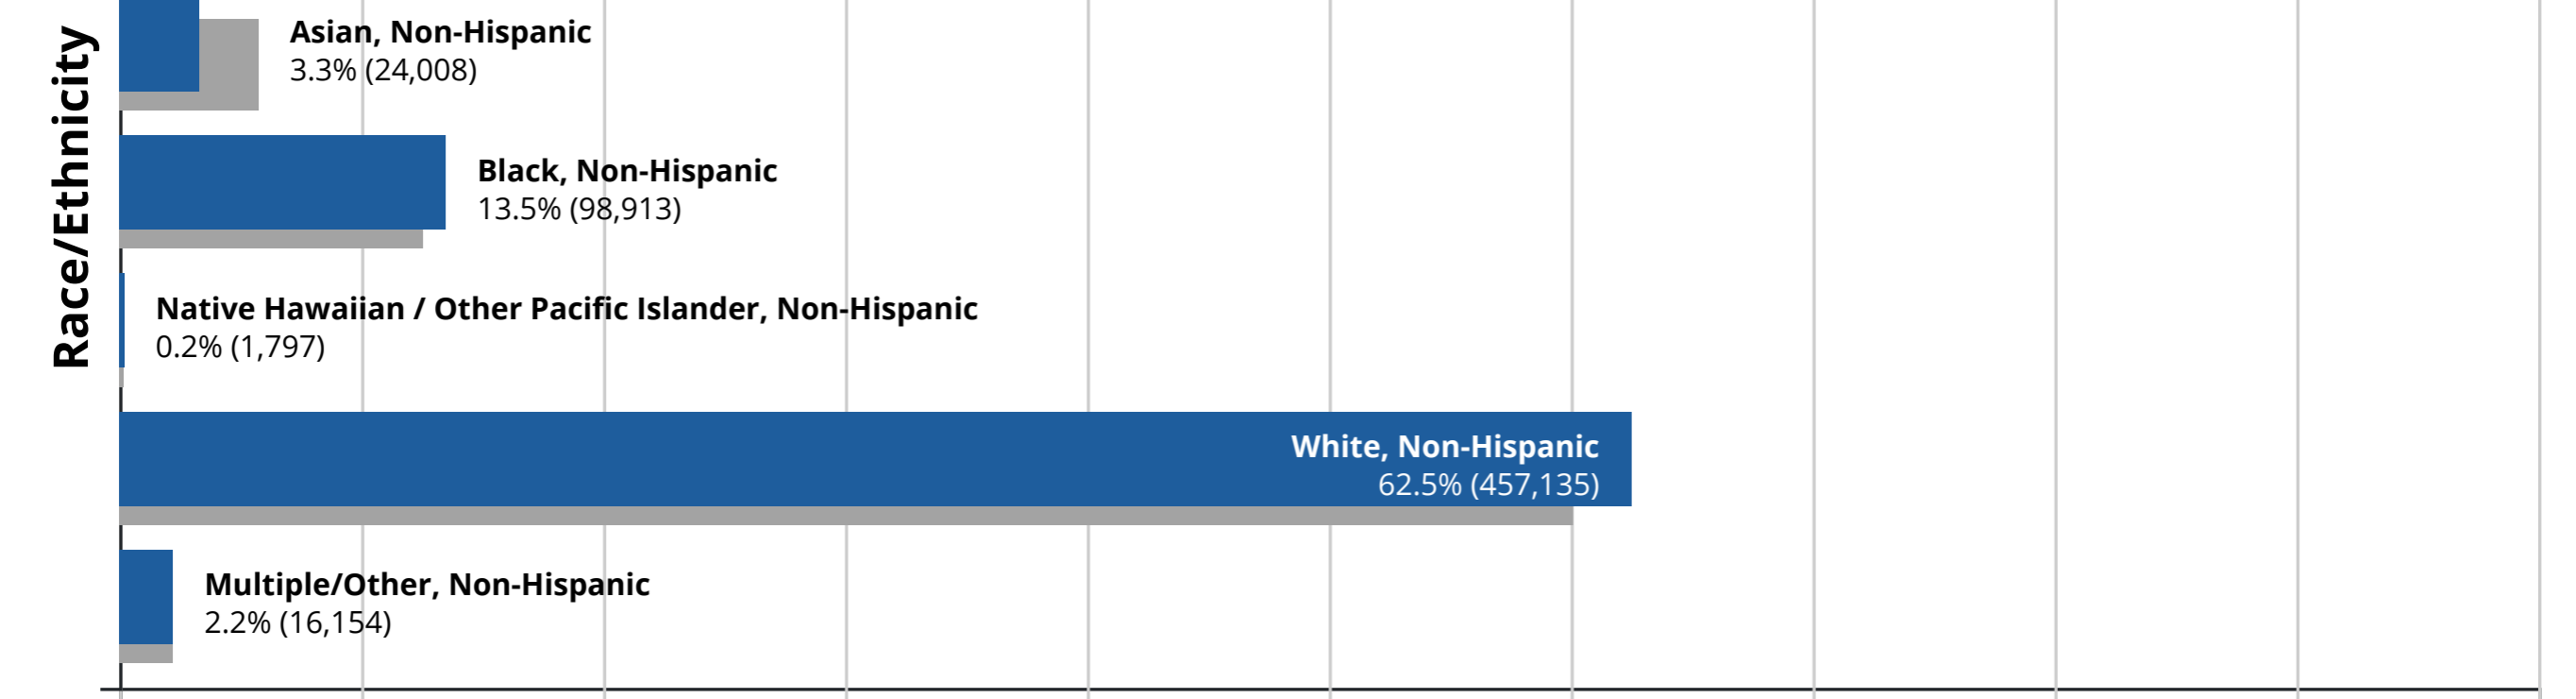 Race/Ethnicity
Asian, Non-Hispanic
3.3% (24,008)
Black, Non-Hispanic
13.5% (98,913)
Native Hawaiian / Other Pacific Islander, Non-Hispanic
0.2% (1,797)
White, Non-Hispanic
62.5% (457,135)
Multiple/Other, Non-Hispanic
2.2% (16,154)